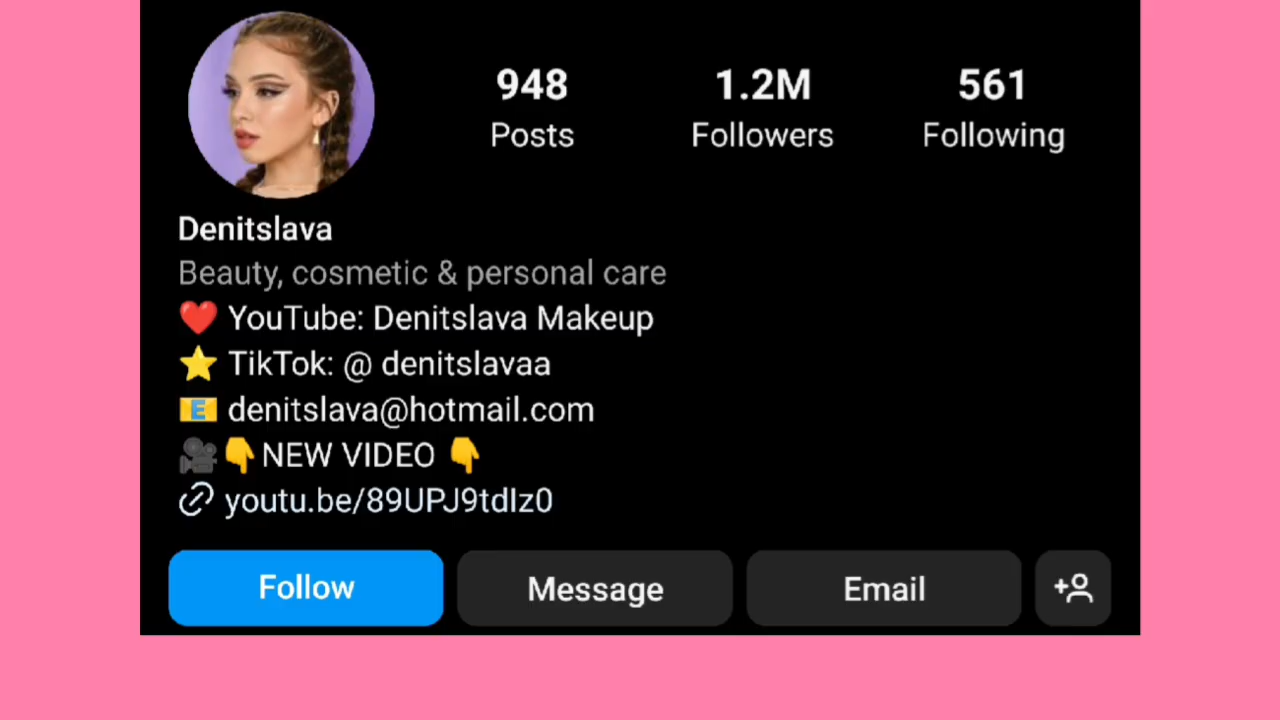 948 1.2M 561
Posts Followers Following
Denitslava
Beauty, cosmetic & personal care
❤️ YouTube: Denitslava Makeup
⭐ TikTok: @ denitslavaa
📧 denitslava@hotmail.com
🎥👇NEW VIDEO 👇
youtu.be/89UPJ9tdIz0
Follow Message Email